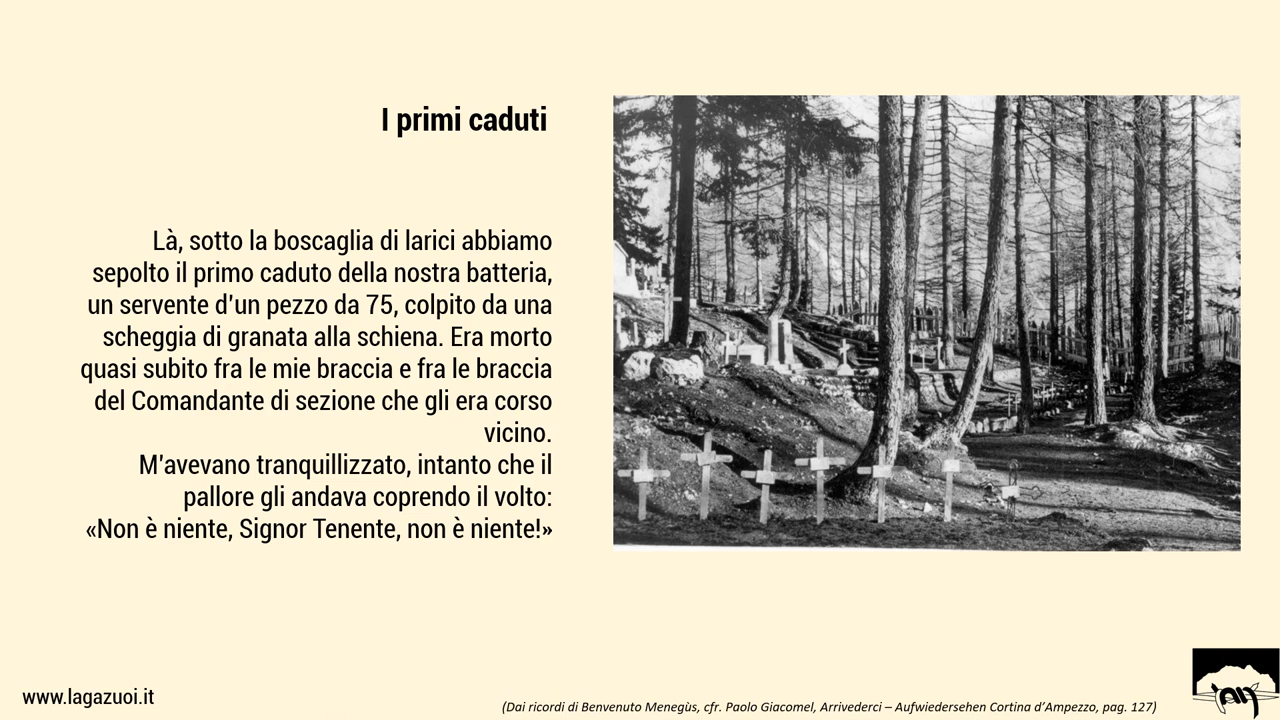 I primi caduti
Là, sotto la boscaglia di larici abbiamo
sepolto il primo caduto della nostra batteria,
un servente d'un pezzo da 75, colpito da una
scheggia di granata alla schiena. Era morto
quasi subito fra le mie braccia e fra le braccia
del Comandante di sezione che gli era corso
vicino.
M'avevano tranquillizzato, intanto che il
pallore gli andava coprendo il volto:
«Non è niente, Signor Tenente, non è niente!»
www.lagazuoi.it
(Dai ricordi di Benvenuto Menegùs, cfr. Paolo Giacomel, Arrivederci – Aufwiedersehen Cortina d'Ampezzo, pag. 127)